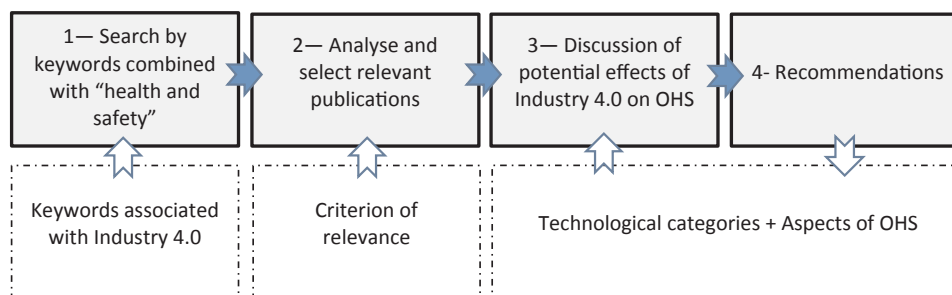 1— Search by
keywords combined
with “health and
safety”
2— Analyse and
select relevant
publications
3— Discussion of
potential effects of
Industry 4.0 on OHS
4- Recommendations
Keywords associated
with Industry 4.0
Criterion of
relevance
Technological categories + Aspects of OHS